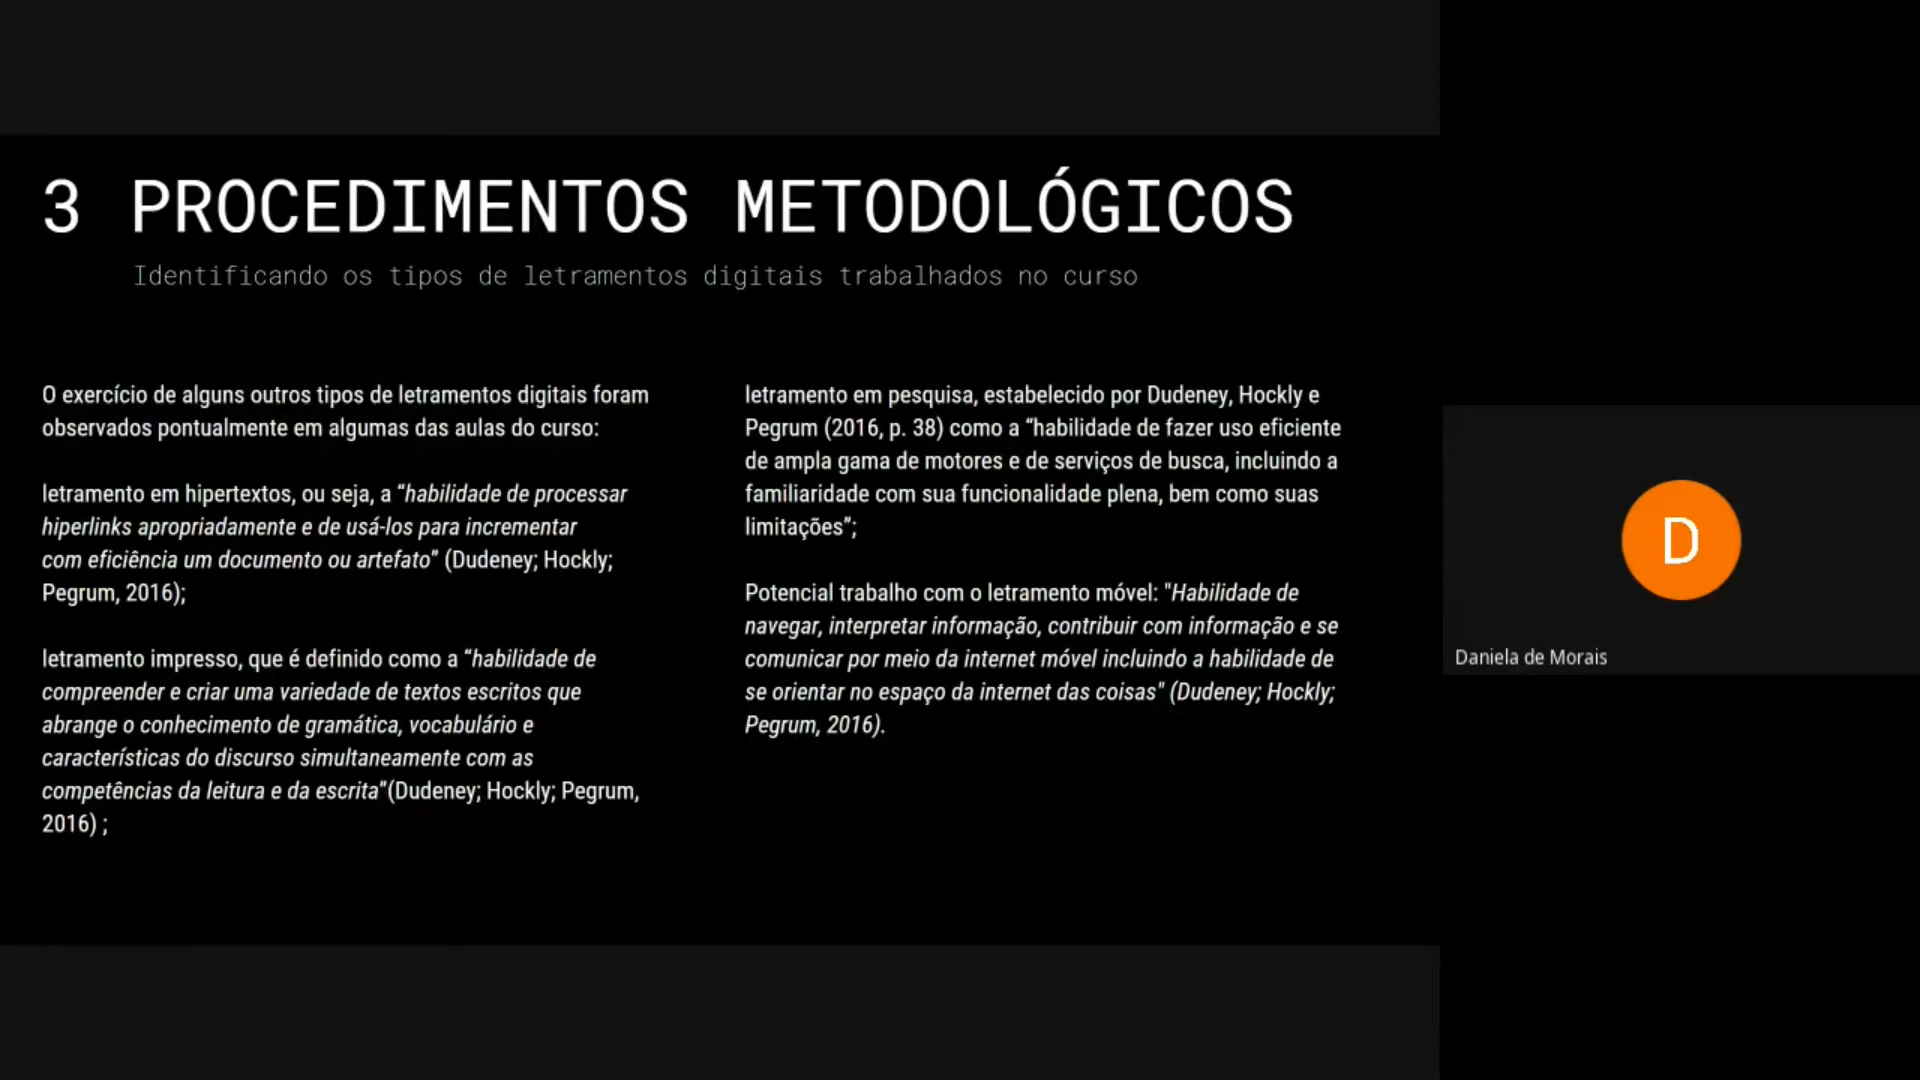 3 PROCEDIMENTOS METODOLÓGICOS
Identificando os tipos de letramentos digitais trabalhados no curso
O exercício de alguns outros tipos de letramentos digitais foram
observados pontualmente em algumas das aulas do curso:
letramento em hipertextos, ou seja, a “habilidade de processar
hiperlinks apropriadamente e de usá-los para incrementar
com eficiência um documento ou artefato” (Dudeney; Hockly;
Pegrum, 2016);
letramento impresso, que é definido como a “habilidade de
compreender e criar uma variedade de textos escritos que
abrange o conhecimento de gramática, vocabulário e
características do discurso simultaneamente com as
competências da leitura e da escrita”(Dudeney; Hockly; Pegrum,
2016) ;
letramento em pesquisa, estabelecido por Dudeney, Hockly e
Pegrum (2016, p. 38) como a “habilidade de fazer uso eficiente
de ampla gama de motores e de serviços de busca, incluindo a
familiaridade com sua funcionalidade plena, bem como suas
limitações”;
Potencial trabalho com o letramento móvel: "Habilidade de
navegar, interpretar informação, contribuir com informação e se
comunicar por meio da internet móvel incluindo a habilidade de
se orientar no espaço da internet das coisas" (Dudeney; Hockly;
Pegrum, 2016).
D
Daniela de Morais